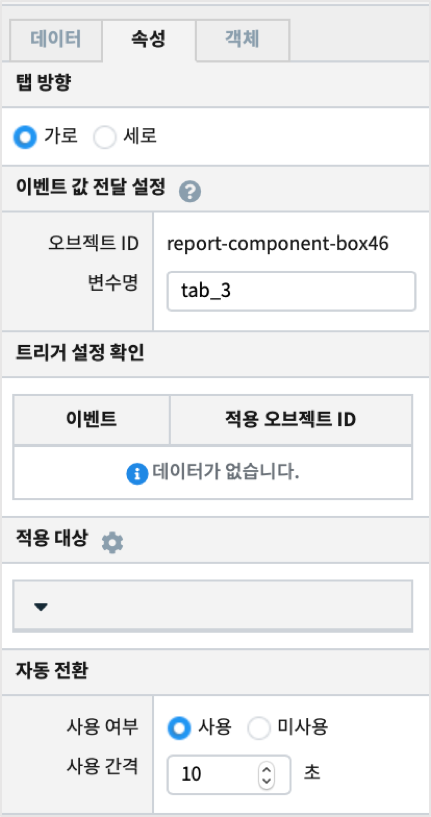 데이터 속성 객체
탭 방향
가로 세로
이벤트 값 전달 설정 ?
오브젝트 ID report-component-box46
변수명 tab_3
트리거 설정 확인
이벤트 적용 오브젝트 ID
데이터가 없습니다.
적용 대상
자동 전환
사용 여부 사용 미사용
사용 간격 10 초